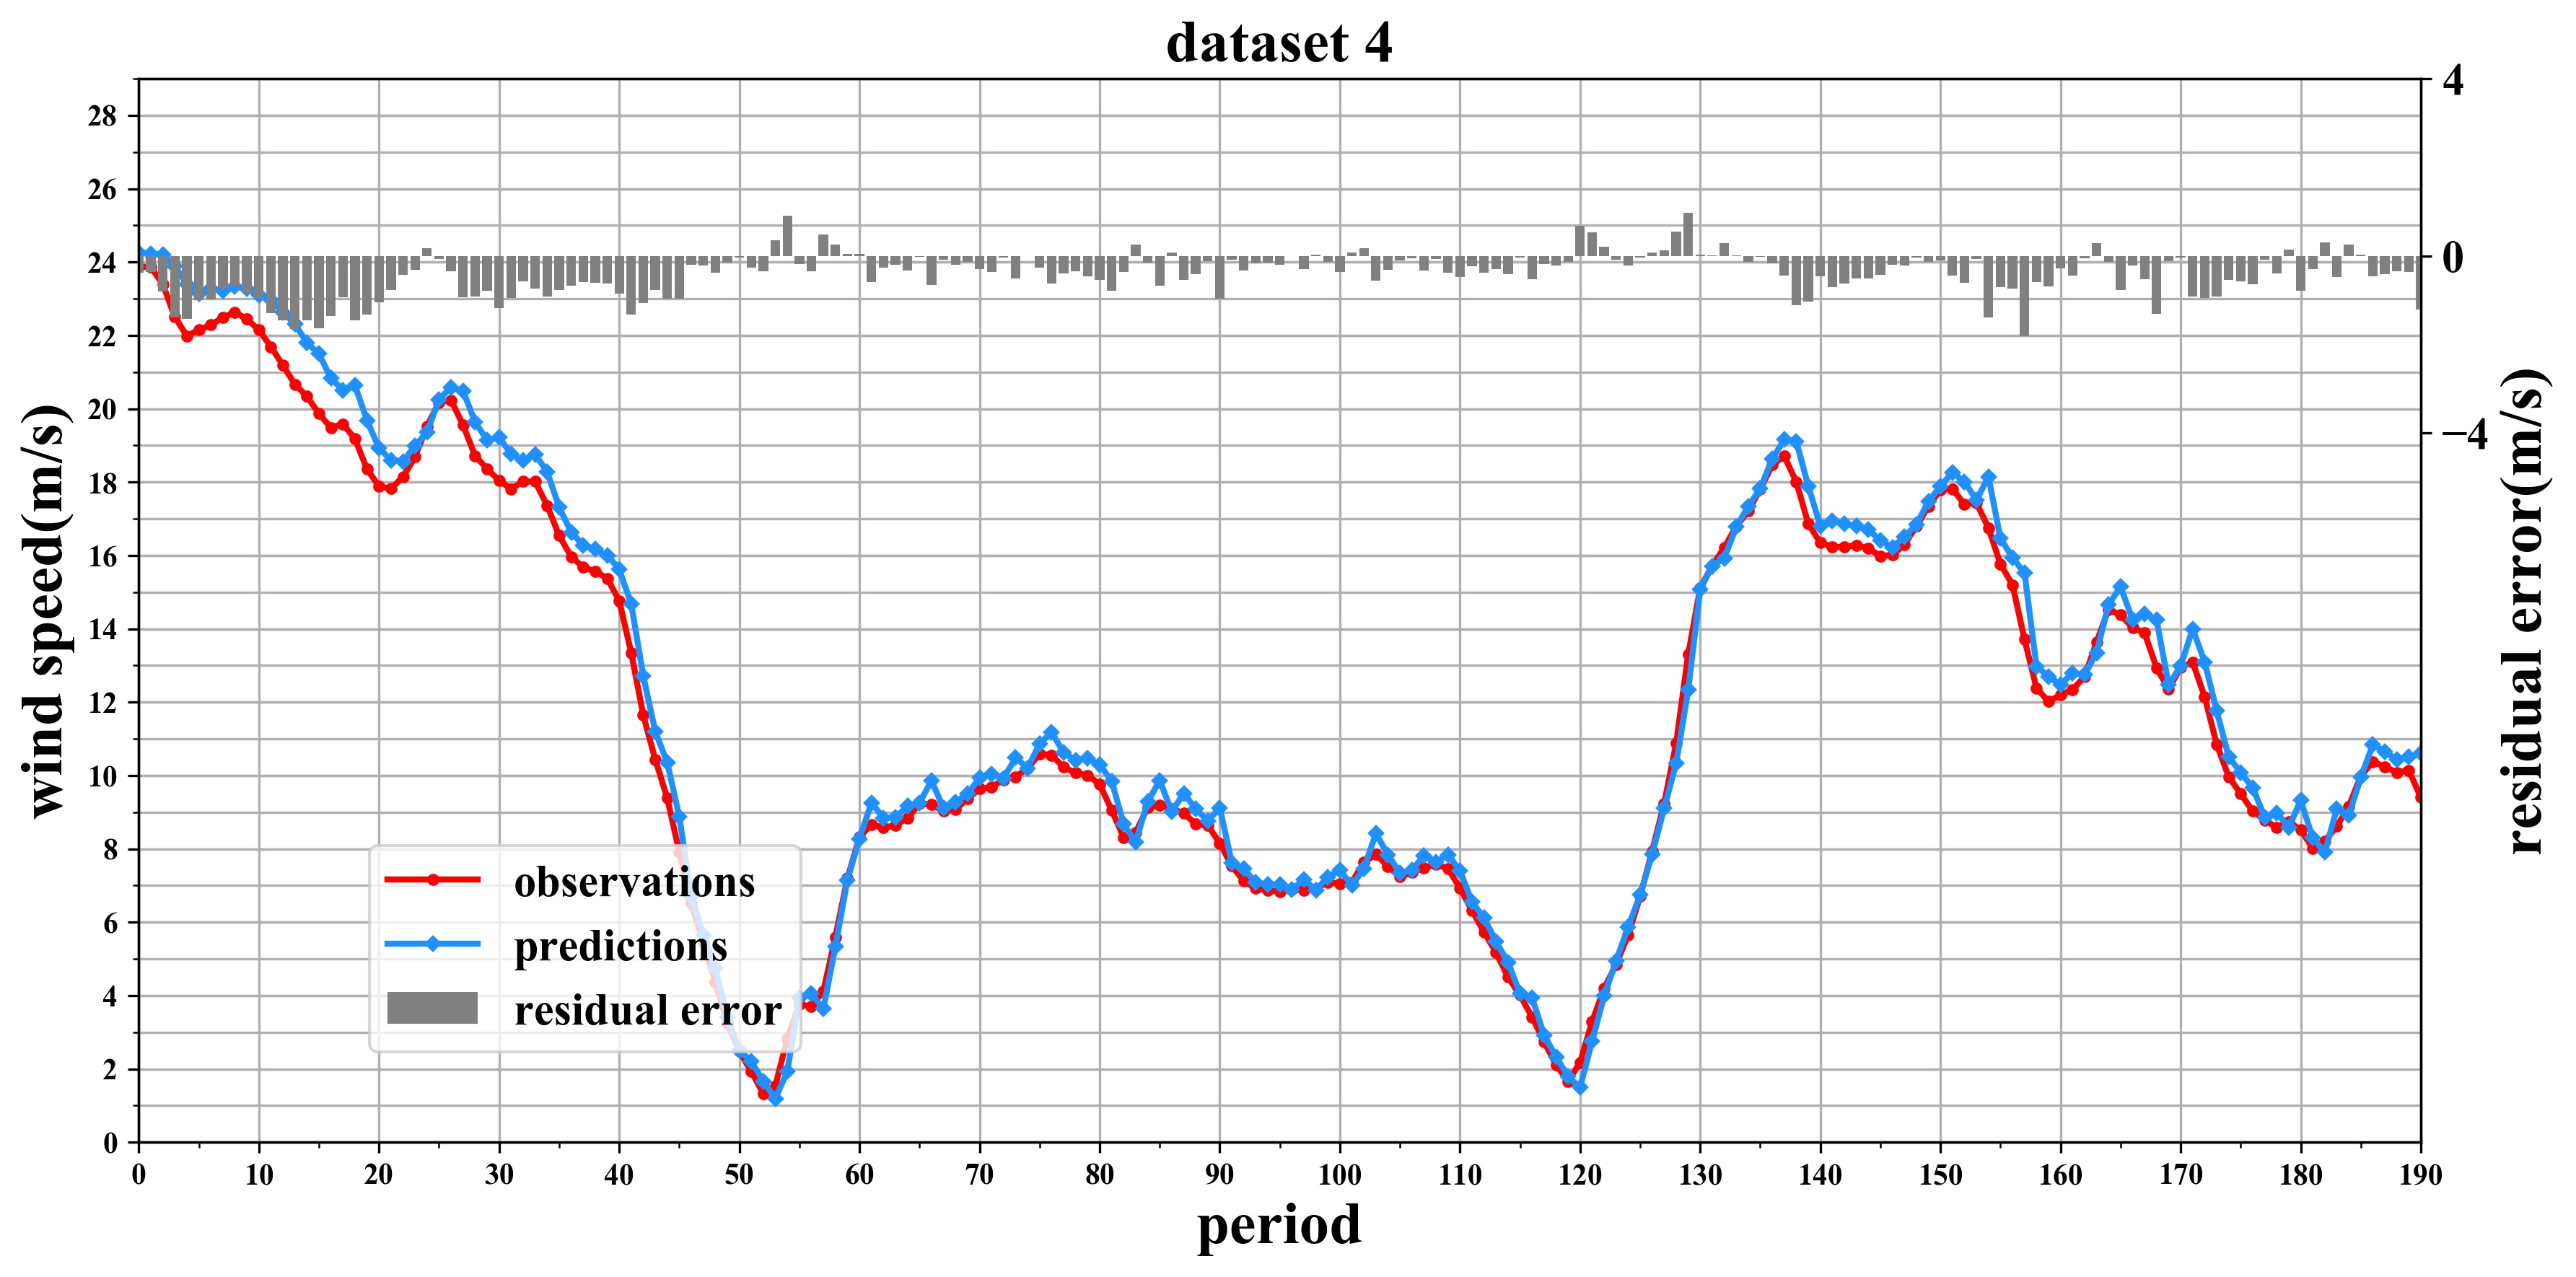 dataset 4
wind speed(m/s)
28
26
24
22
20
18
16
14
12
10
8
6
4
2
0
0 10 20 30 40 50 60 70 80 90 100 110 120 130 140 150 160 170 180 190
period
4
0
−4
residual error(m/s)
observations
predictions
residual error